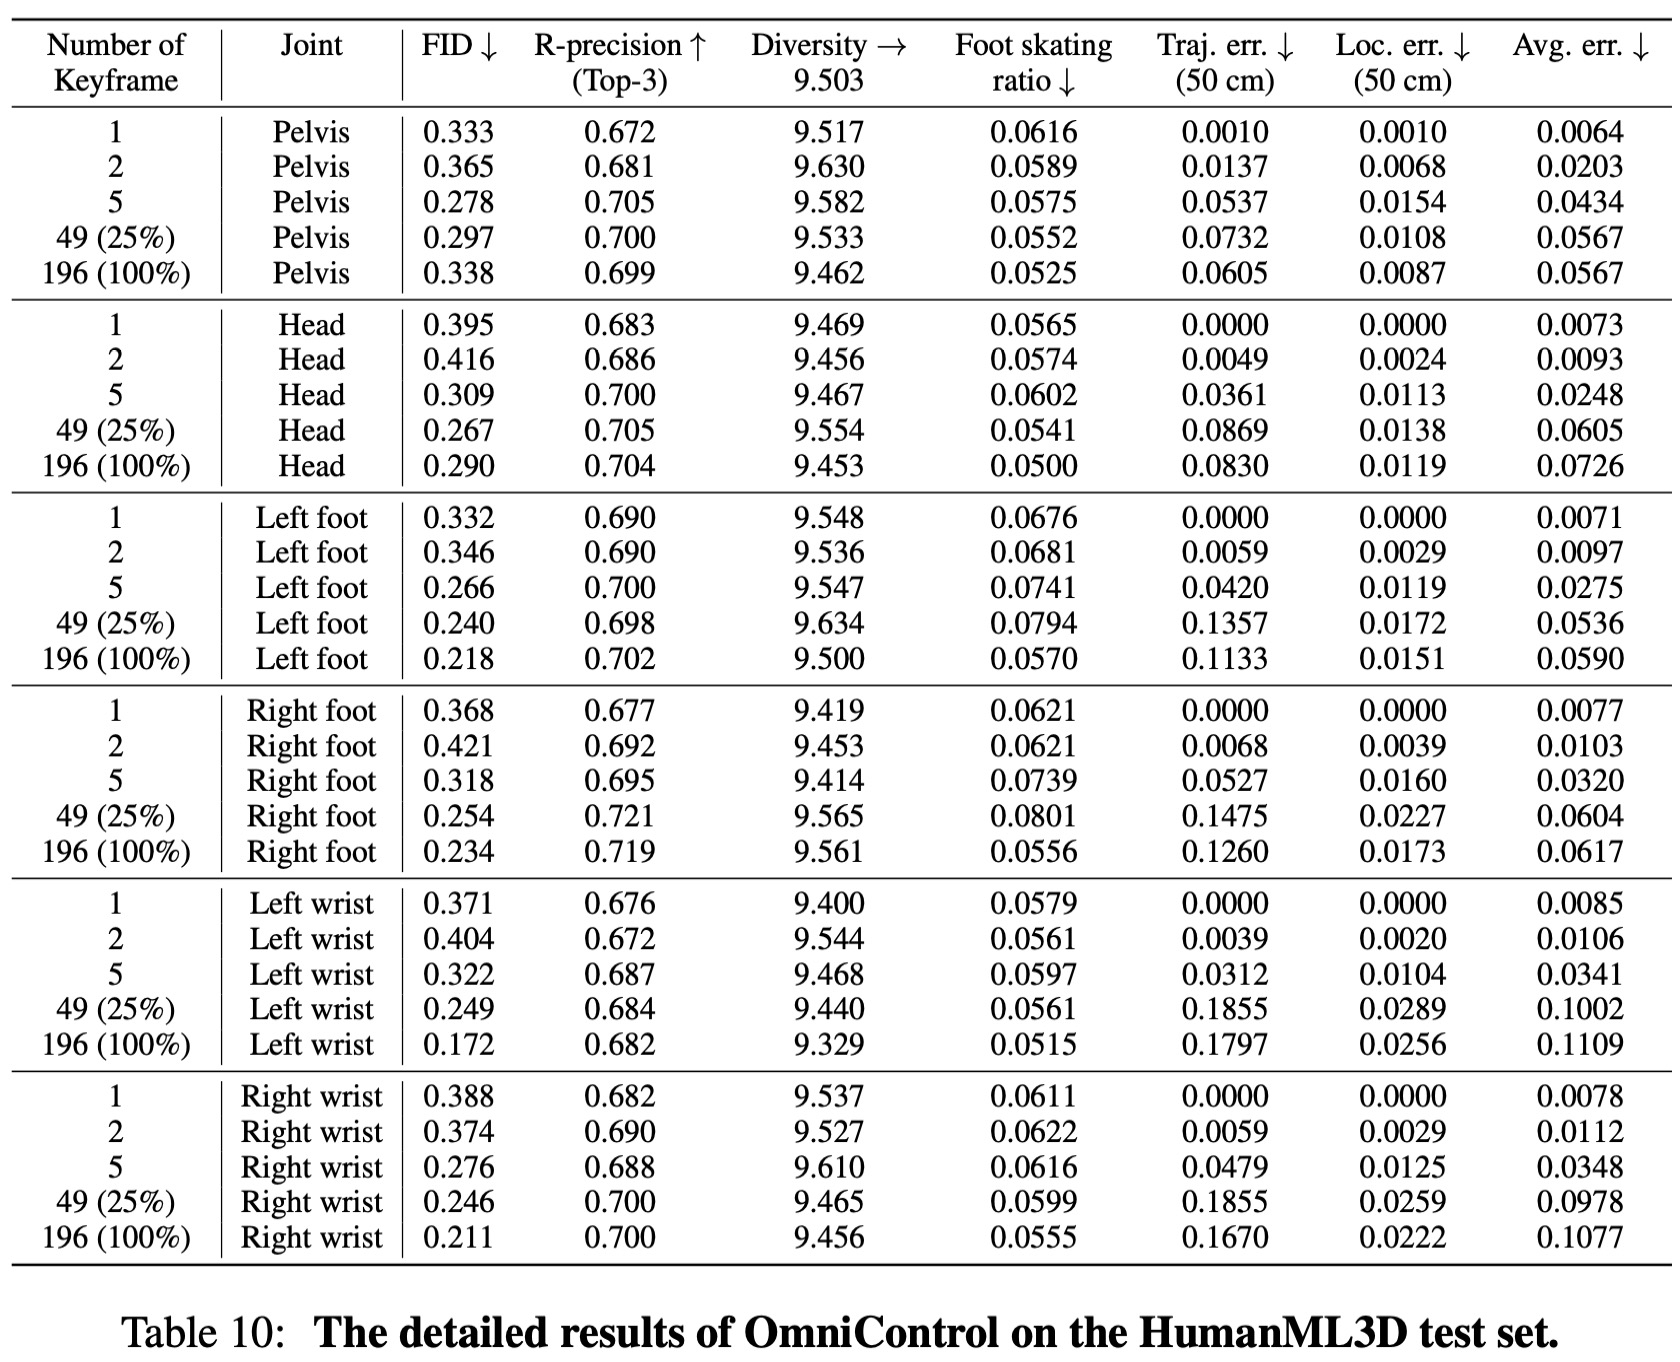 Number of Joint FID ↓ R-precision ↑ Diversity → Foot skating Traj. err. ↓ Loc. err. ↓ Avg. err. ↓
Keyframe (Top-3) 9.503 ratio ↓ (50 cm) (50 cm)
1 Pelvis 0.333 0.672 9.517 0.0616 0.0010 0.0010 0.0064
2 Pelvis 0.365 0.681 9.630 0.0589 0.0137 0.0068 0.0203
5 Pelvis 0.278 0.705 9.582 0.0575 0.0537 0.0154 0.0434
49 (25%) Pelvis 0.297 0.700 9.533 0.0552 0.0732 0.0108 0.0567
196 (100%) Pelvis 0.338 0.699 9.462 0.0525 0.0605 0.0087 0.0567
1 Head 0.395 0.683 9.469 0.0565 0.0000 0.0000 0.0073
2 Head 0.416 0.686 9.456 0.0574 0.0049 0.0024 0.0093
5 Head 0.309 0.700 9.467 0.0602 0.0361 0.0113 0.0248
49 (25%) Head 0.267 0.705 9.554 0.0541 0.0869 0.0138 0.0605
196 (100%) Head 0.290 0.704 9.453 0.0500 0.0830 0.0119 0.0726
1 Left foot 0.332 0.690 9.548 0.0676 0.0000 0.0000 0.0071
2 Left foot 0.346 0.690 9.536 0.0681 0.0059 0.0029 0.0097
5 Left foot 0.266 0.700 9.547 0.0741 0.0420 0.0119 0.0275
49 (25%) Left foot 0.240 0.698 9.634 0.0794 0.1357 0.0172 0.0536
196 (100%) Left foot 0.218 0.702 9.500 0.0570 0.1133 0.0151 0.0590
1 Right foot 0.368 0.677 9.419 0.0621 0.0000 0.0000 0.0077
2 Right foot 0.421 0.692 9.453 0.0621 0.0068 0.0039 0.0103
5 Right foot 0.318 0.695 9.414 0.0739 0.0527 0.0160 0.0320
49 (25%) Right foot 0.254 0.721 9.565 0.0801 0.1475 0.0227 0.0604
196 (100%) Right foot 0.234 0.719 9.561 0.0556 0.1260 0.0173 0.0617
1 Left wrist 0.371 0.676 9.400 0.0579 0.0000 0.0000 0.0085
2 Left wrist 0.404 0.672 9.544 0.0561 0.0039 0.0020 0.0106
5 Left wrist 0.322 0.687 9.468 0.0597 0.0312 0.0104 0.0341
49 (25%) Left wrist 0.249 0.684 9.440 0.0561 0.1855 0.0289 0.1002
196 (100%) Left wrist 0.172 0.682 9.329 0.0515 0.1797 0.0256 0.1109
1 Right wrist 0.388 0.682 9.537 0.0611 0.0000 0.0000 0.0078
2 Right wrist 0.374 0.690 9.527 0.0622 0.0059 0.0029 0.0112
5 Right wrist 0.276 0.688 9.610 0.0616 0.0479 0.0125 0.0348
49 (25%) Right wrist 0.246 0.700 9.465 0.0599 0.1855 0.0259 0.0978
196 (100%) Right wrist 0.211 0.700 9.456 0.0555 0.1670 0.0222 0.1077
Table 10: The detailed results of OmniControl on the HumanML3D test set.